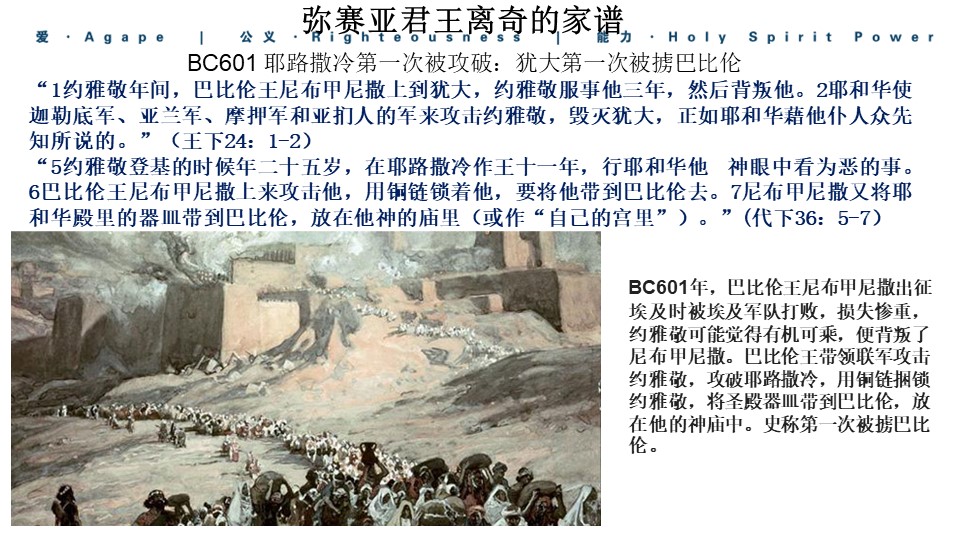 弥赛亚君王离奇的家谱
爱 · Agape | 公义 · Righteousness | 能力 · Holy Spirit Power
BC601 耶路撒冷第一次被攻破：犹大第一次被掳巴比伦
“1约雅敬年间，巴比伦王尼布甲尼撒上到犹大，约雅敬服事他三年，然后背叛他。2耶和华使
迦勒底军、亚兰军、摩押军和亚扪人的军来攻击约雅敬，毁灭犹大，正如耶和华藉他仆人众先
知所说的。”（王下24：1-2）
“5约雅敬登基的时候年二十五岁，在耶路撒冷作王十一年，行耶和华他　神眼中看为恶的事。
6巴比伦王尼布甲尼撒上来攻击他，用铜链锁着他，要将他带到巴比伦去。7尼布甲尼撒又将耶
和华殿里的器皿带到巴比伦，放在他神的庙里（或作“自己的宫里”）。”(代下36：5-7）
BC601年，巴比伦王尼布甲尼撒出征
埃及时被埃及军队打败，损失惨重，
约雅敬可能觉得有机可乘，便背叛了
尼布甲尼撒。巴比伦王带领联军攻击
约雅敬，攻破耶路撒冷，用铜链捆锁
约雅敬，将圣殿器皿带到巴比伦，放
在他的神庙中。史称第一次被掳巴比
伦。